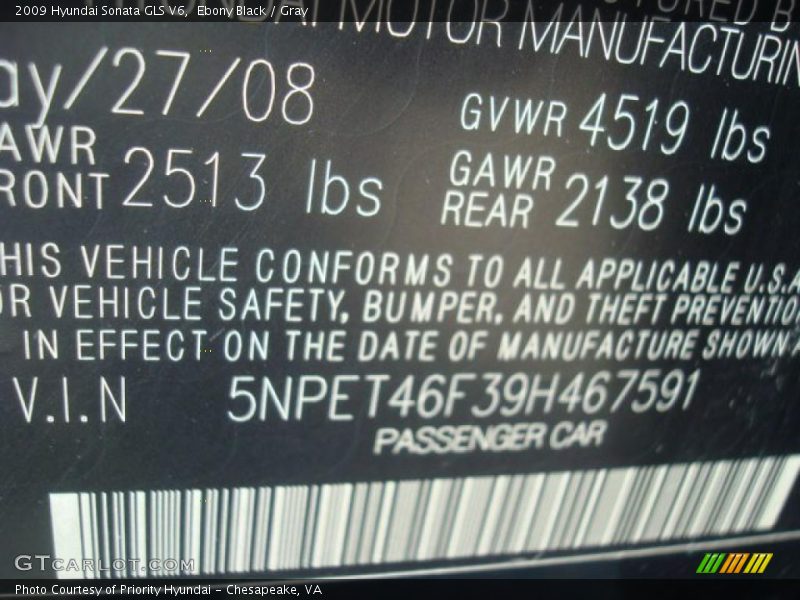 2009 Hyundai Sonata GLS V6, Ebony Black / Gray
MOTOR MANUFACTURIN
ay/27/08
GVWR 4519 lbs
AWR
RONT 2513 lbs
GAWR
REAR 2138 lbs
HIS VEHICLE CONFORMS TO ALL APPLICABLE U.S.A
OR VEHICLE SAFETY, BUMPER, AND THEFT PREVENTIO
IN EFFECT ON THE DATE OF MANUFACTURE SHOWN A
V.I.N 5NPET46F39H467591
PASSENGER CAR
GTCARLOT.COM
Photo Courtesy of Priority Hyundai - Chesapeake, VA